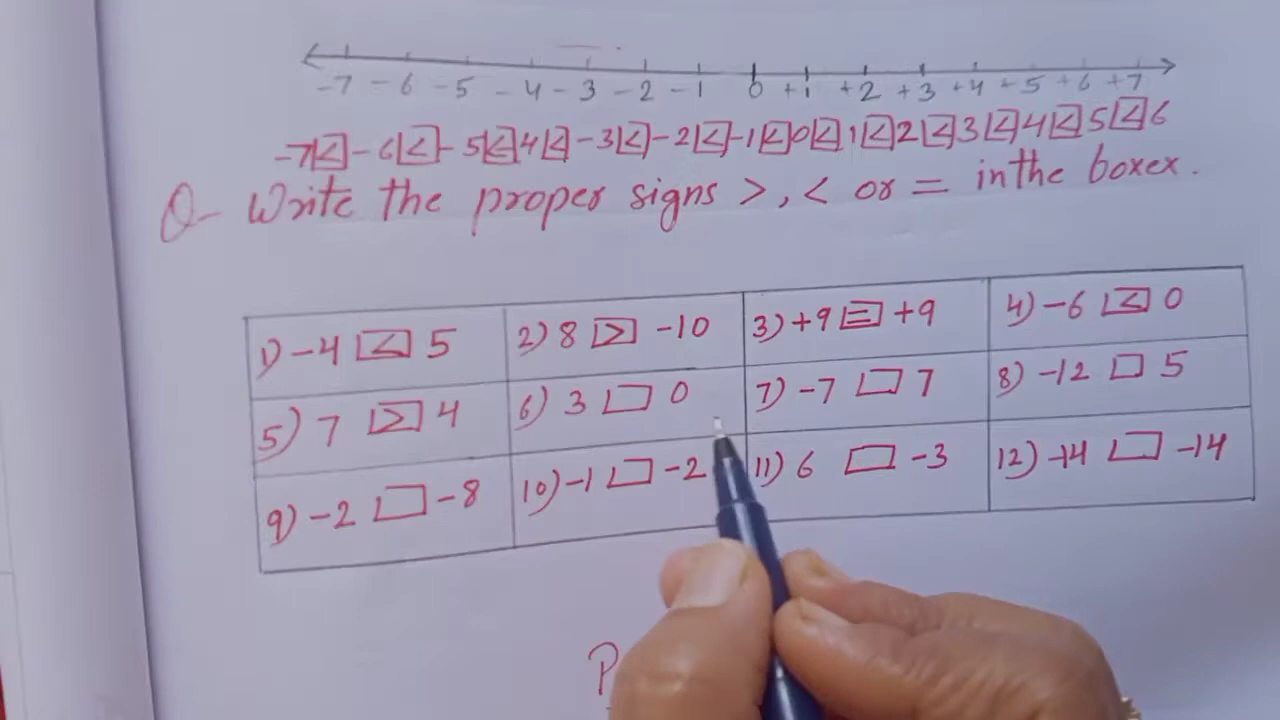 -7 -6 -5 -4 -3 -2 -1 0 +1 +2 +3 +4 +5 +6 +7
-7 < -6 < -5 < 4 < -3 < -2 < -1 < 0 < 1 < 2 < 3 < 4 < 5 < 6
Q- Write the proper signs >, < or = in the boxex.
1) -4 < 5 2) 8 > -10 3) +9 = +9 4) -6 < 0
5) 7 > 4 6) 3 □ 0 7) -7 □ 7 8) -12 □ 5
9) -2 □ -8 10) -1 □ -2 11) 6 □ -3 12) -14 □ -14
P